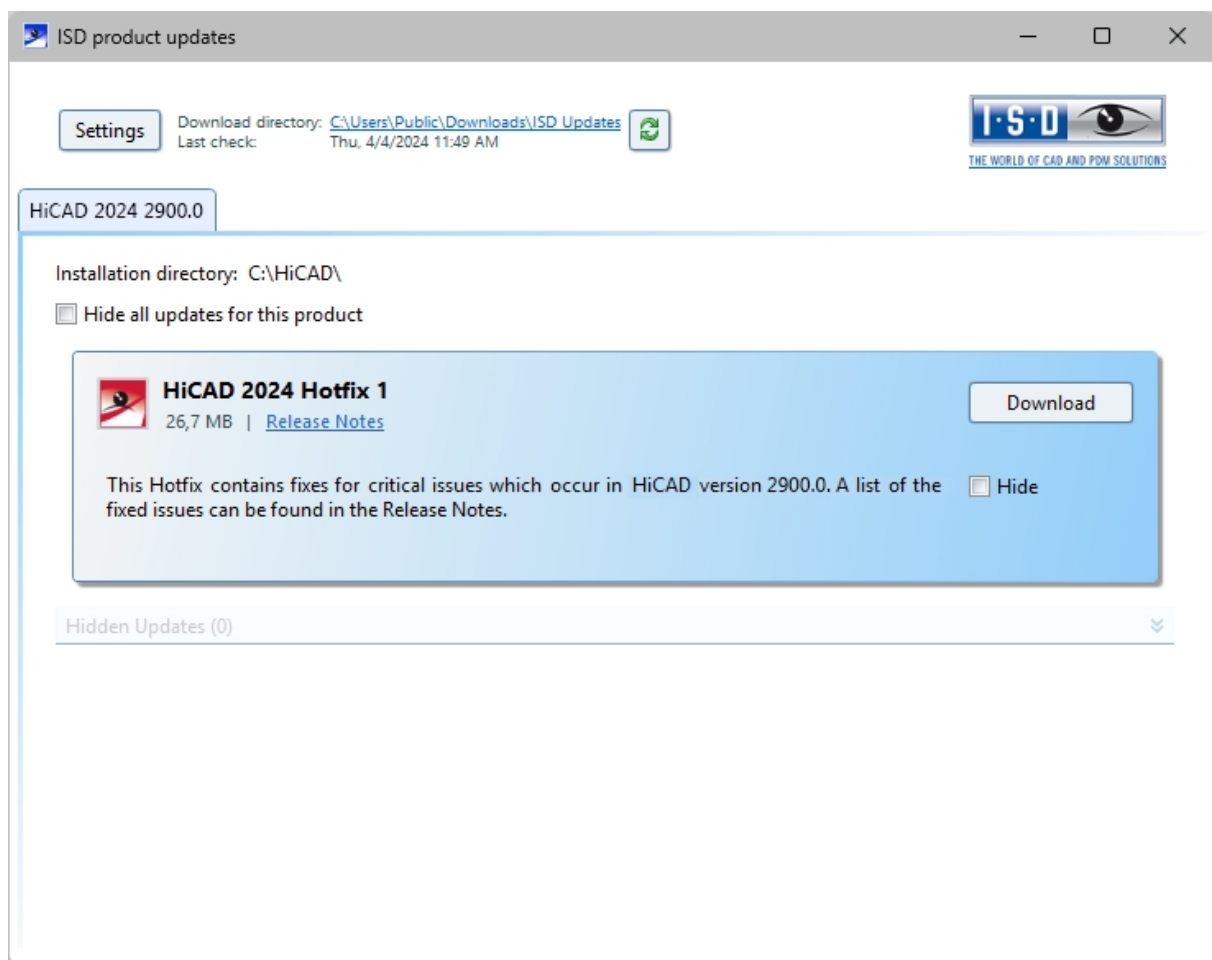 ISD product updates
Settings
Download directory: C:\Users\Public\Downloads\ISD Updates
Last check: Thu, 4/4/2024 11:49 AM
I·S·D
THE WORLD OF CAD AND PDM SOLUTIONS
HiCAD 2024 2900.0
Installation directory: C:\HiCAD\
Hide all updates for this product
HiCAD 2024 Hotfix 1
26,7 MB | Release Notes
Download
This Hotfix contains fixes for critical issues which occur in HiCAD version 2900.0. A list of the
fixed issues can be found in the Release Notes.
Hide
Hidden Updates (0)